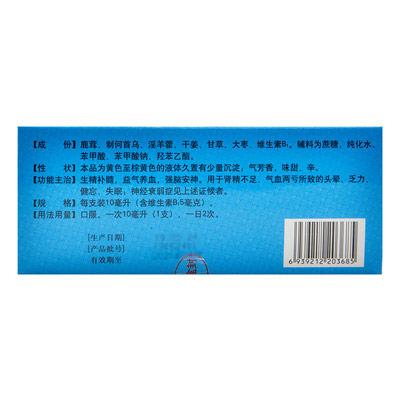 【成　　份】鹿茸、制何首乌、淫羊藿、干姜、甘草、大枣、维生素B₁。辅料为蔗糖、纯化水、
苯甲酸、苯甲酸钠、羟苯乙酯。
【性　　状】本品为黄色至棕黄色的液体久置有少量沉淀，气芳香，味甜、辛。
【功能主治】生精补髓，益气养血，强脑安神。用于肾精不足，气血两亏所致的头晕、乏力、
健忘、失眠；神经衰弱症见上述证候者。
【规　　格】每支装10毫升（含维生素B₁5毫克）。
【用法用量】口服，一次10毫升（1支），一日2次。
［生产日期］
［产品批号］
有效期至
6 939212 203685